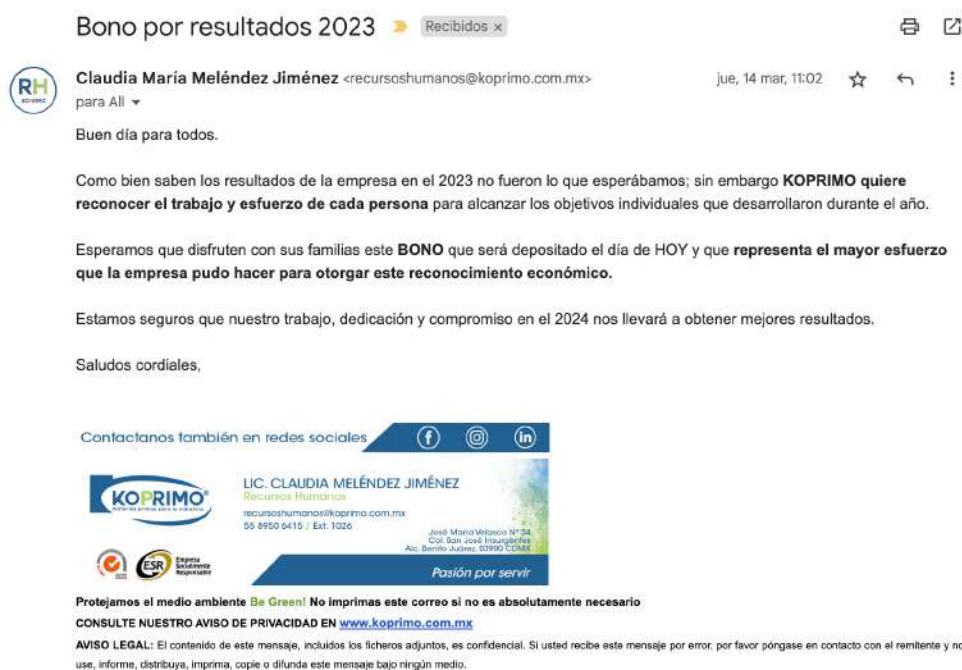 Bono por resultados 2023
Recibidos ×
RH
KOPRIMO
Claudia María Meléndez Jiménez <recursoshumanos@koprimo.com.mx>
jue, 14 mar, 11:02
para All
Buen día para todos.
Como bien saben los resultados de la empresa en el 2023 no fueron lo que esperábamos; sin embargo KOPRIMO quiere
reconocer el trabajo y esfuerzo de cada persona para alcanzar los objetivos individuales que desarrollaron durante el año.
Esperamos que disfruten con sus familias este BONO que será depositado el día de HOY y que representa el mayor esfuerzo
que la empresa pudo hacer para otorgar este reconocimiento económico.
Estamos seguros que nuestro trabajo, dedicación y compromiso en el 2024 nos llevará a obtener mejores resultados.
Saludos cordiales,
Contactanos también en redes sociales
KOPRIMO®
Materias primas para la industria
LIC. CLAUDIA MELÉNDEZ JIMÉNEZ
Recursos Humanos
recursoshumanos@koprimo.com.mx
55 8950 6415 / Ext: 1026
José María Velasco N° 34
Col. San José Insurgentes
Alc. Benito Juárez, 03900 CDMX
ESR
Empresa
Socialmente
Responsable
Pasión por servir
Protejamos el medio ambiente Be Green! No imprimas este correo si no es absolutamente necesario
CONSULTE NUESTRO AVISO DE PRIVACIDAD EN www.koprimo.com.mx
AVISO LEGAL: El contenido de este mensaje, incluidos los ficheros adjuntos, es confidencial. Si usted recibe este mensaje por error, por favor póngase en contacto con el remitente y no
use, informe, distribuya, imprima, copie o difunda este mensaje bajo ningún medio.